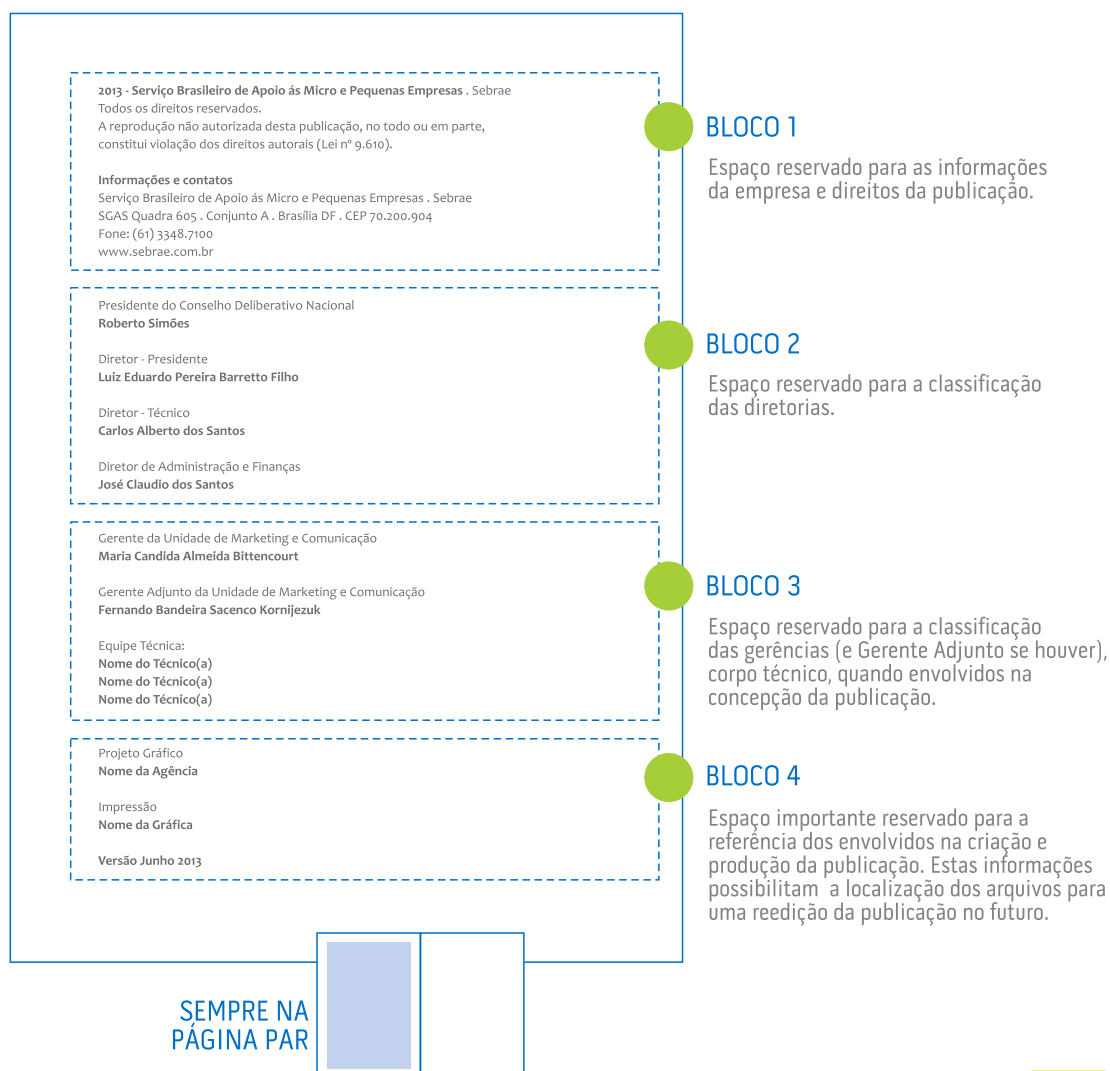 2013 - Serviço Brasileiro de Apoio ás Micro e Pequenas Empresas . Sebrae
Todos os direitos reservados.
A reprodução não autorizada desta publicação, no todo ou em parte,
constitui violação dos direitos autorais (Lei nº 9.610).
Informações e contatos
Serviço Brasileiro de Apoio ás Micro e Pequenas Empresas . Sebrae
SGAS Quadra 605 . Conjunto A . Brasília DF . CEP 70.200.904
Fone: (61) 3348.7100
www.sebrae.com.br
BLOCO 1
Espaço reservado para as informações
da empresa e direitos da publicação.
Presidente do Conselho Deliberativo Nacional
Roberto Simões
Diretor - Presidente
Luiz Eduardo Pereira Barretto Filho
Diretor - Técnico
Carlos Alberto dos Santos
Diretor de Administração e Finanças
José Claudio dos Santos
BLOCO 2
Espaço reservado para a classificação
das diretorias.
Gerente da Unidade de Marketing e Comunicação
Maria Candida Almeida Bittencourt
Gerente Adjunto da Unidade de Marketing e Comunicação
Fernando Bandeira Sacenco Kornijezuk
Equipe Técnica:
Nome do Técnico(a)
Nome do Técnico(a)
Nome do Técnico(a)
BLOCO 3
Espaço reservado para a classificação
das gerências (e Gerente Adjunto se houver),
corpo técnico, quando envolvidos na
concepção da publicação.
Projeto Gráfico
Nome da Agência
Impressão
Nome da Gráfica
Versão Junho 2013
BLOCO 4
Espaço importante reservado para a
referência dos envolvidos na criação e
produção da publicação. Estas informações
possibilitam  a localização dos arquivos para
uma reedição da publicação no futuro.
SEMPRE NA
PÁGINA PAR